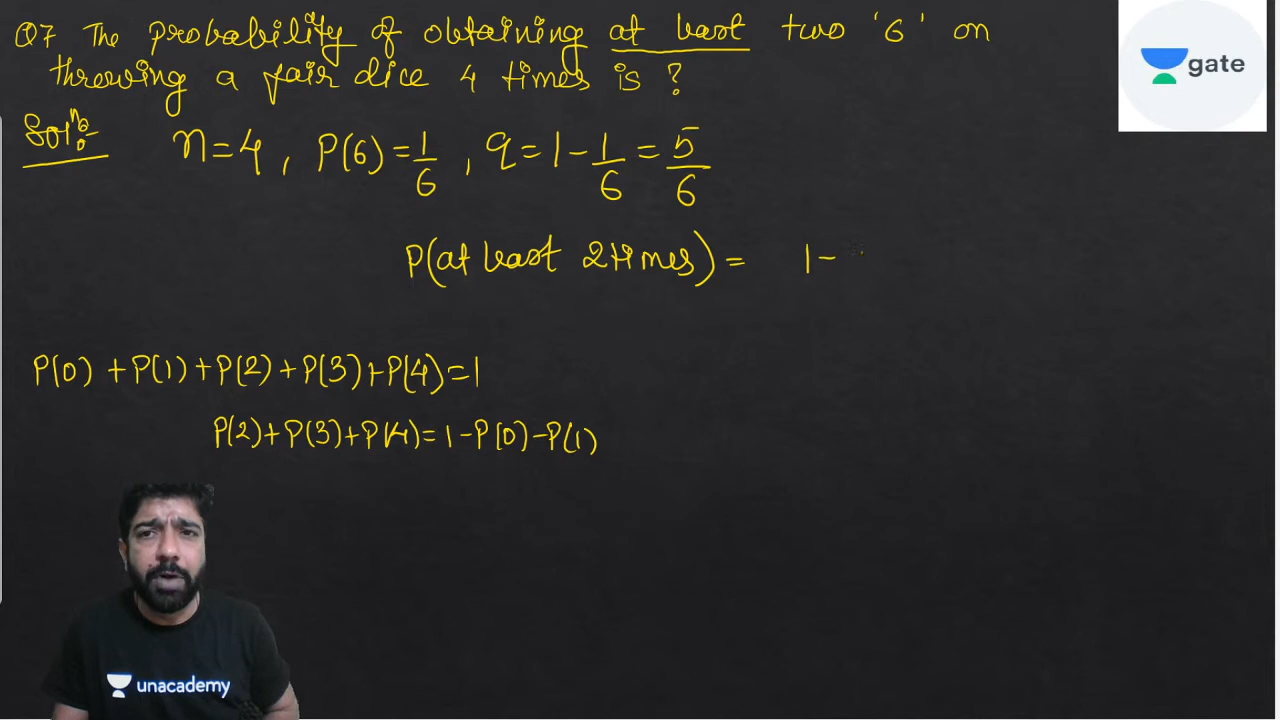 Q7 The probability of obtaining at least two '6' on
throwing a fair dice 4 times is ?
Solⁿ:-
n=4, P(6)=1/6, q=1-1/6=5/6
P(at least 2 times) = 1-
P(0)+P(1)+P(2)+P(3)+P(4)=1
P(2)+P(3)+P(4)=1-P(0)-P(1)
gate
unacademy